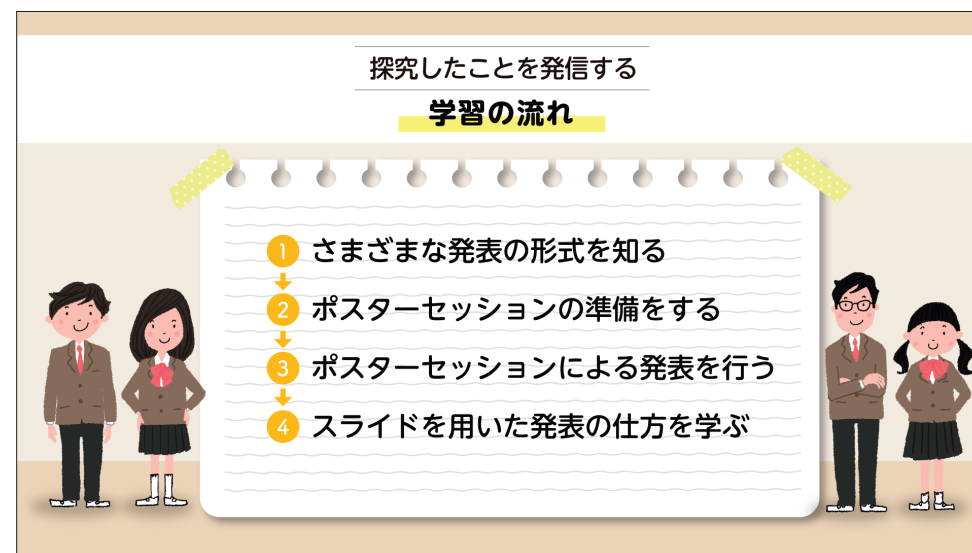 探究したことを発信する
学習の流れ
1 さまざまな発表の形式を知る
2 ポスターセッションの準備をする
3 ポスターセッションによる発表を行う
4 スライドを用いた発表の仕方を学ぶ